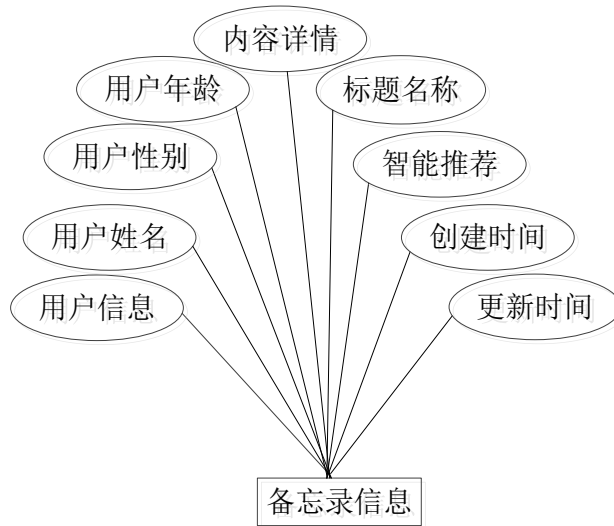 内容详情
用户年龄
标题名称
用户性别
智能推荐
用户姓名
创建时间
用户信息
更新时间
备忘录信息